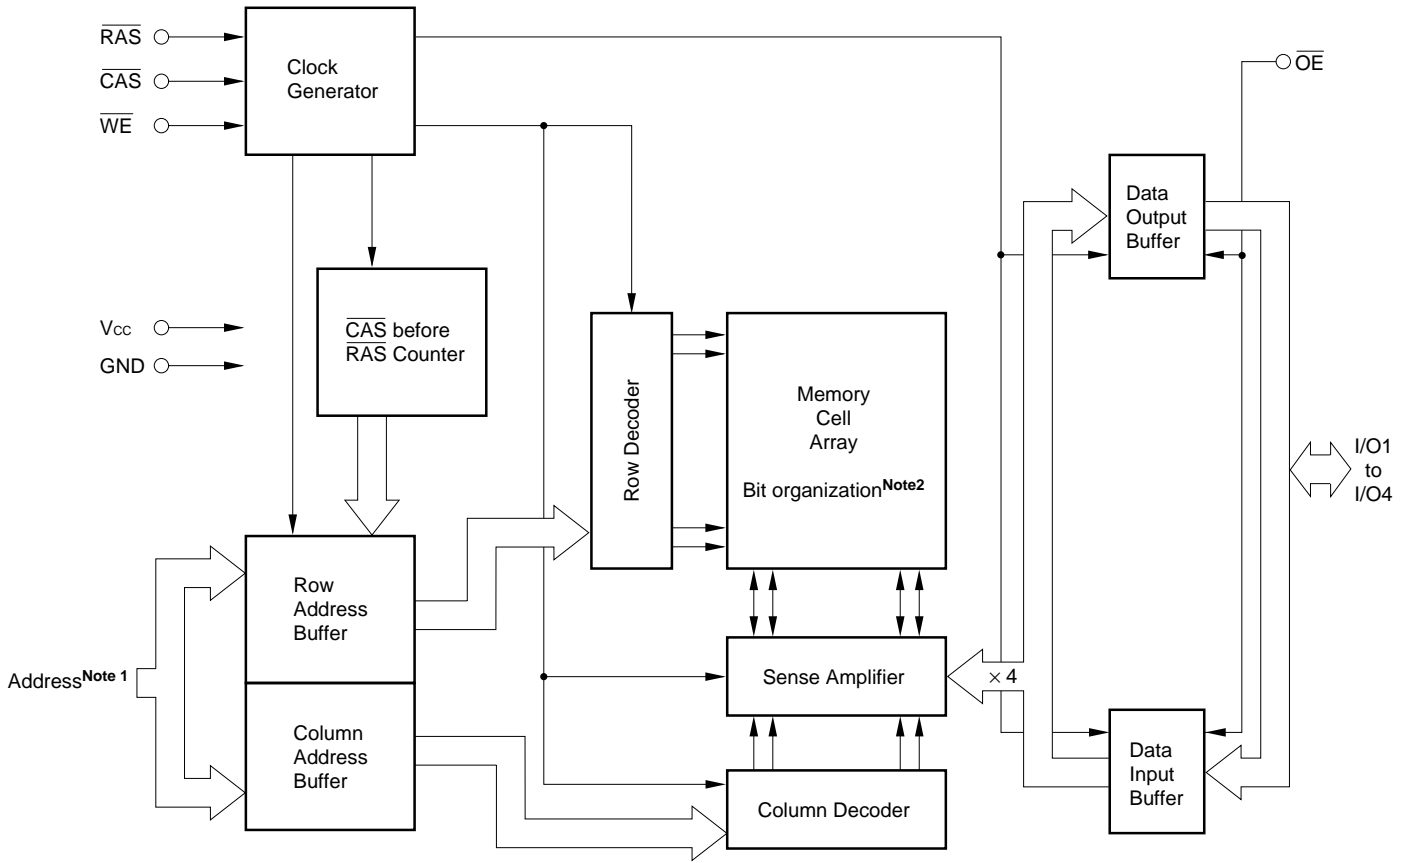 RAS
CAS
WE
Clock
Generator
OE
Data
Output
Buffer
VCC
GND
CAS before
RAS Counter
Row Decoder
Memory
Cell
Array
Bit organizationNote2
I/O1
to
I/O4
Row
Address
Buffer
AddressNote 1
Column
Address
Buffer
Sense Amplifier
× 4
Column Decoder
Data
Input
Buffer